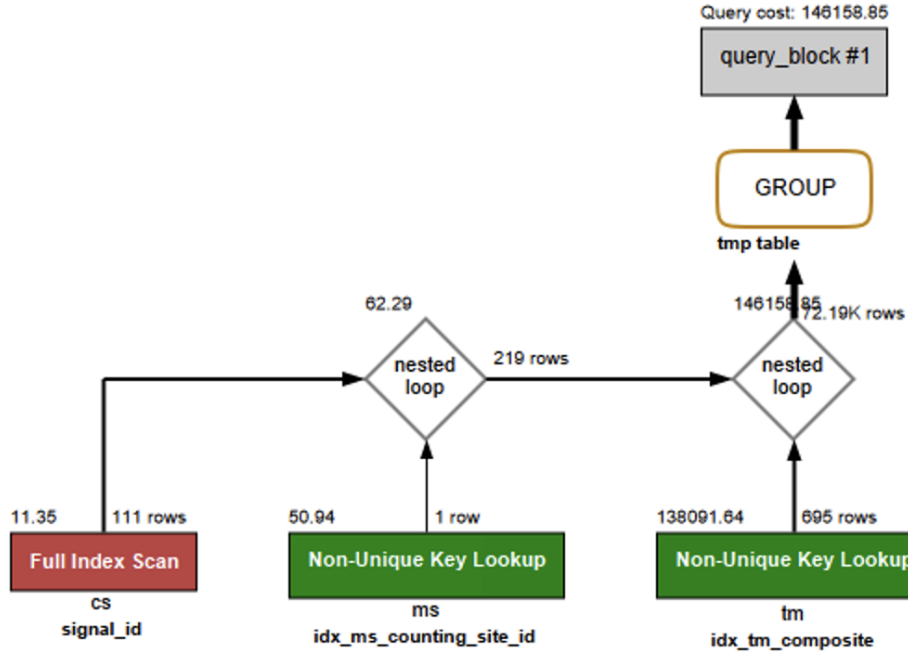 Query cost: 146158.85
query_block #1
GROUP
tmp table
146158.85
72.19K rows
62.29
nested
loop
219 rows
nested
loop
11.35
111 rows
50.94
1 row
138091.64
695 rows
Full Index Scan
Non-Unique Key Lookup
Non-Unique Key Lookup
cs
ms
tm
signal_id
idx_ms_counting_site_id
idx_tm_composite